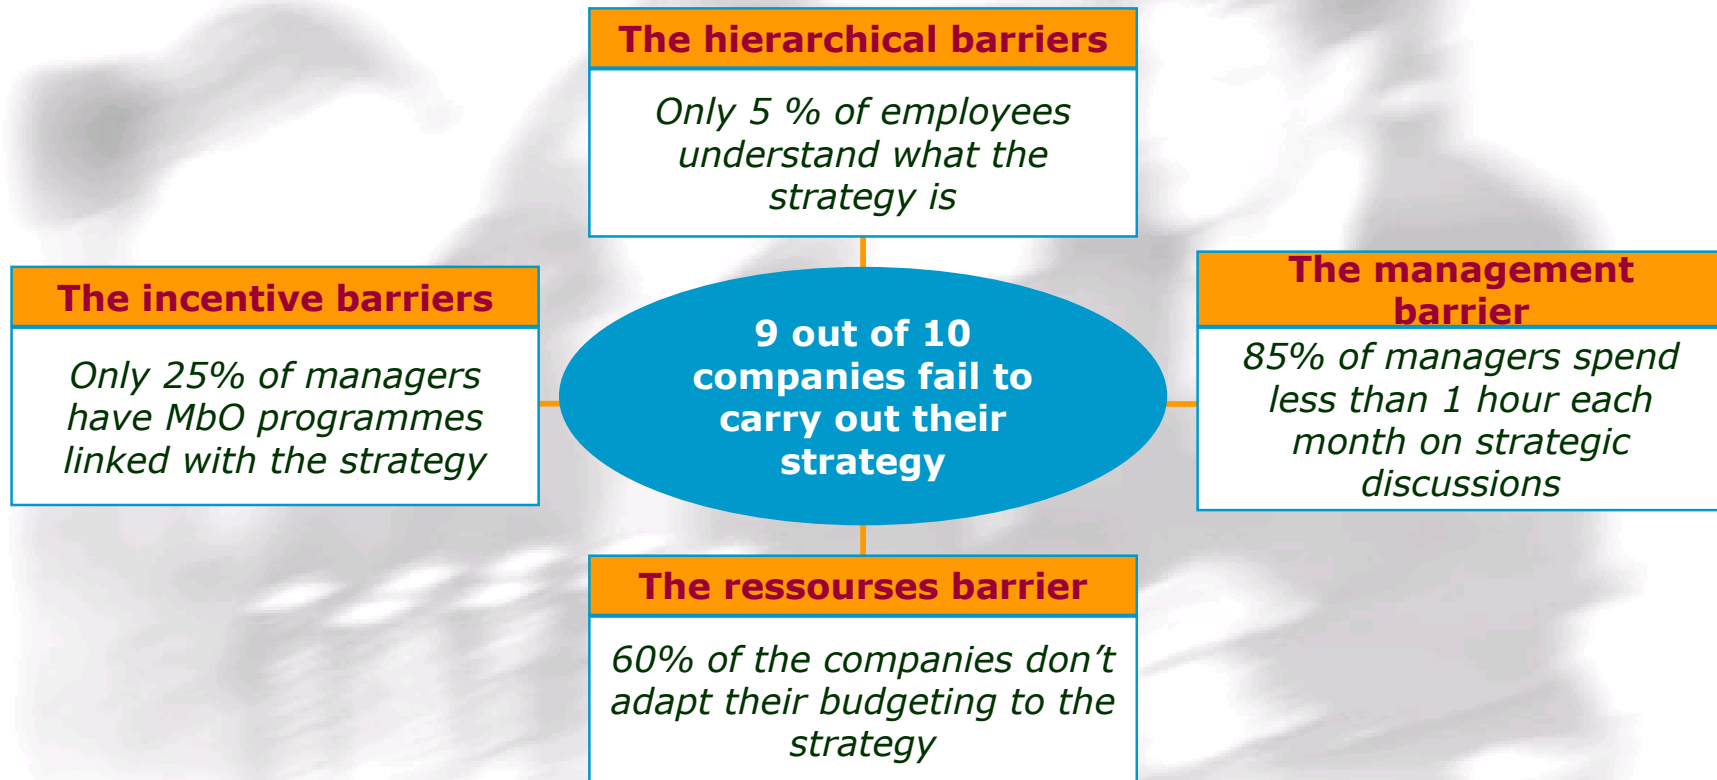 The hierarchical barriers
Only 5 % of employees
understand what the
strategy is
The incentive barriers
Only 25% of managers
have MbO programmes
linked with the strategy
9 out of 10
companies fail to
carry out their
strategy
The management
barrier
85% of managers spend
less than 1 hour each
month on strategic
discussions
The ressourses barrier
60% of the companies don’t
adapt their budgeting to the
strategy